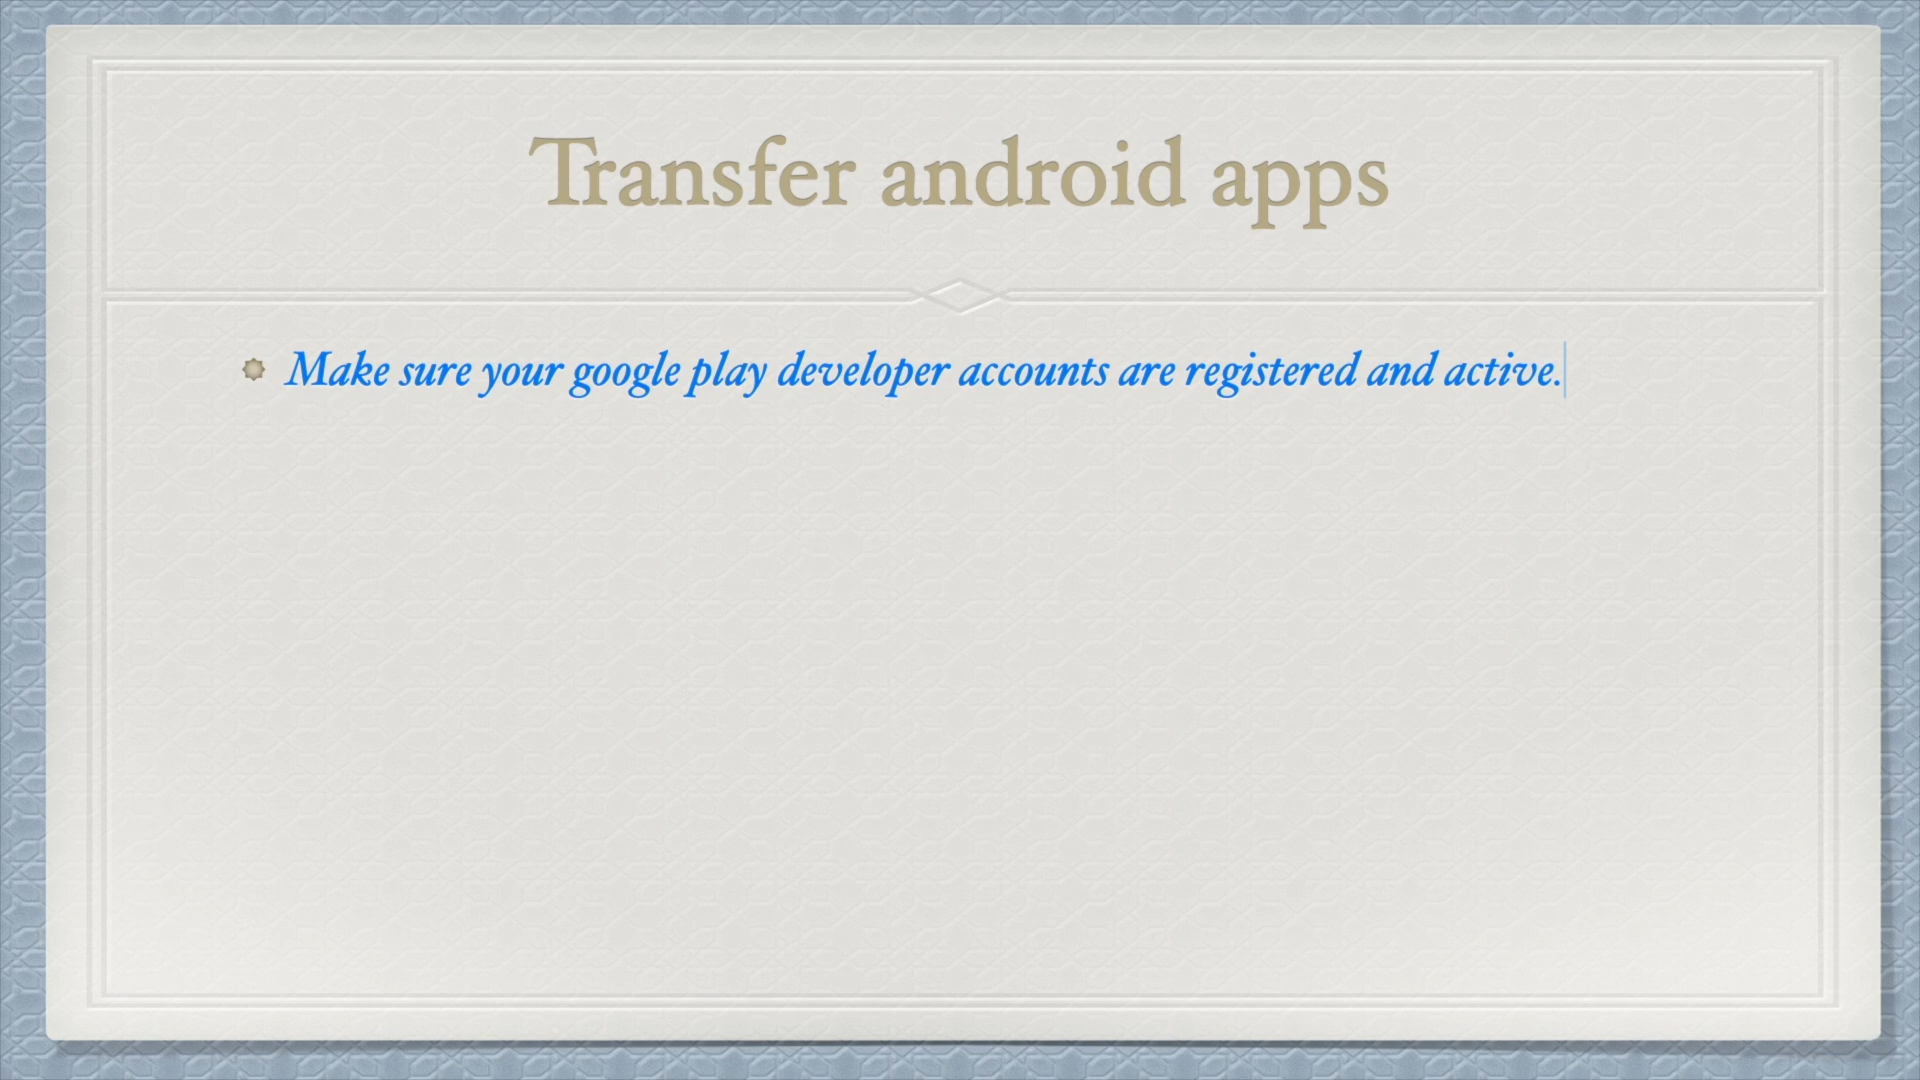 Transfer android apps
Make sure your google play developer accounts are registered and active.